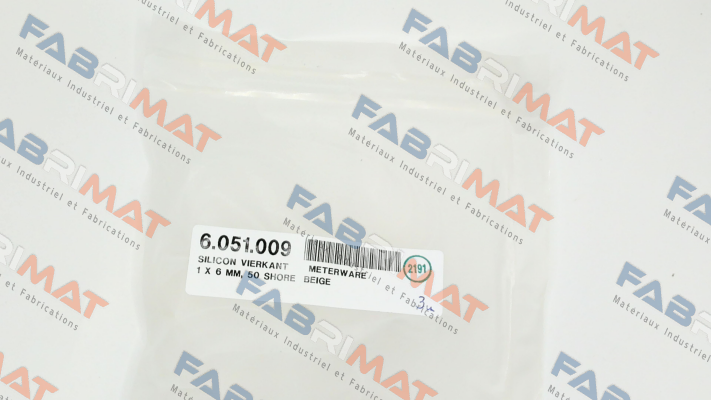 6.051.009
SILICON VIERKANT METERWARE
1 X 6 MM, 50 SHORE BEIGE
2191
FABRIMAT
Matériaux Industriel et Fabrications